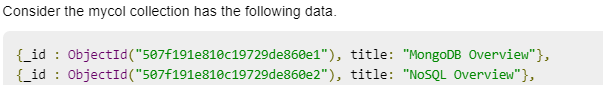 Consider the mycol collection has the following data.
{_id : ObjectId("507f191e810c19729de860e1"), title: "MongoDB Overview"},
{_id : ObjectId("507f191e810c19729de860e2"), title: "NoSQL Overview"},